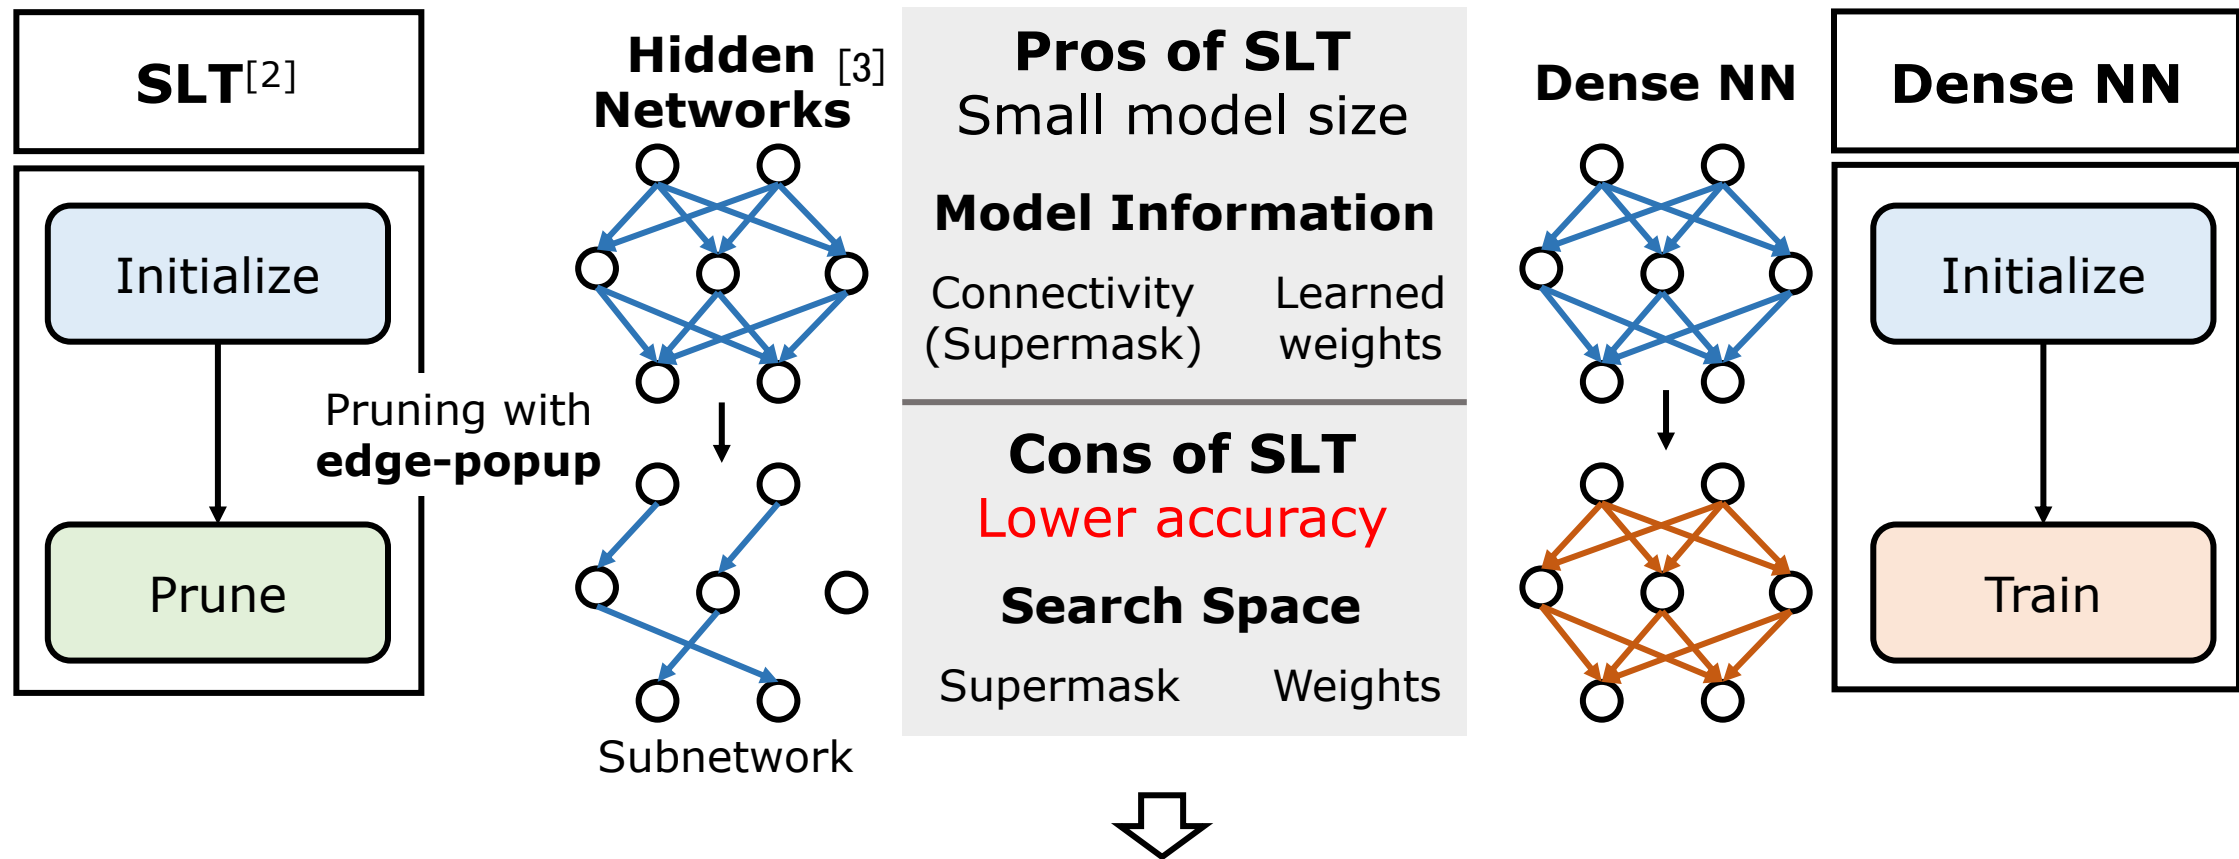 SLT[2]
Initialize
Pruning with
edge-popup
Prune
Hidden [3]
Networks
Subnetwork
Pros of SLT
Small model size
Model Information
Connectivity Learned
(Supermask) weights
Cons of SLT
Lower accuracy
Search Space
Supermask Weights
Dense NN
Dense NN
Initialize
Train